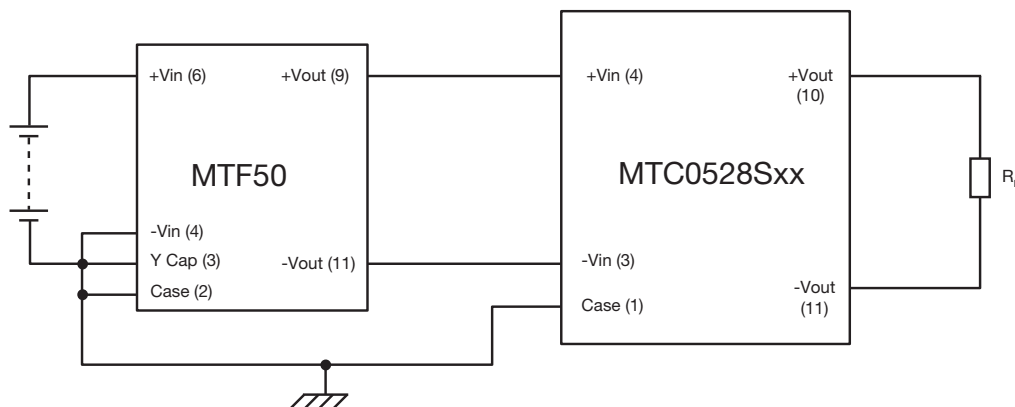 +Vin (6)
+Vout (9)
MTF50
-Vin (4)
Y Cap (3)
-Vout (11)
Case (2)
+Vin (4)
+Vout
(10)
MTC0528Sxx
-Vin (3)
Case (1)
-Vout
(11)
R